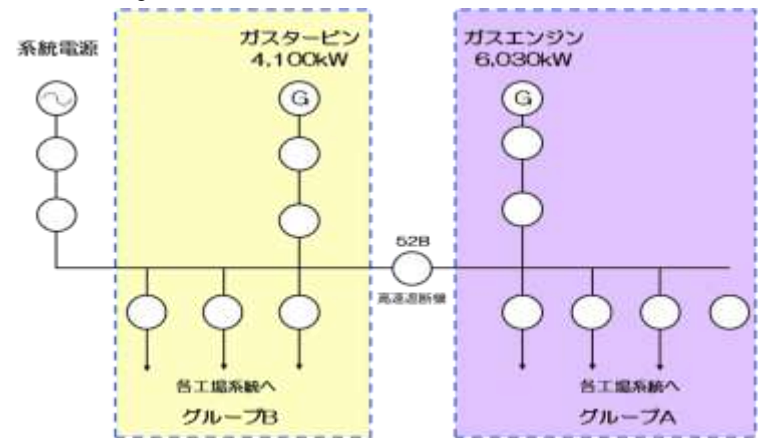 系統電源
ガスタービン
4,100kW
ガスエンジン
6,030kW
G
G
52B
高速遮断機
各工場系統へ
グループB
各工場系統へ
グループA